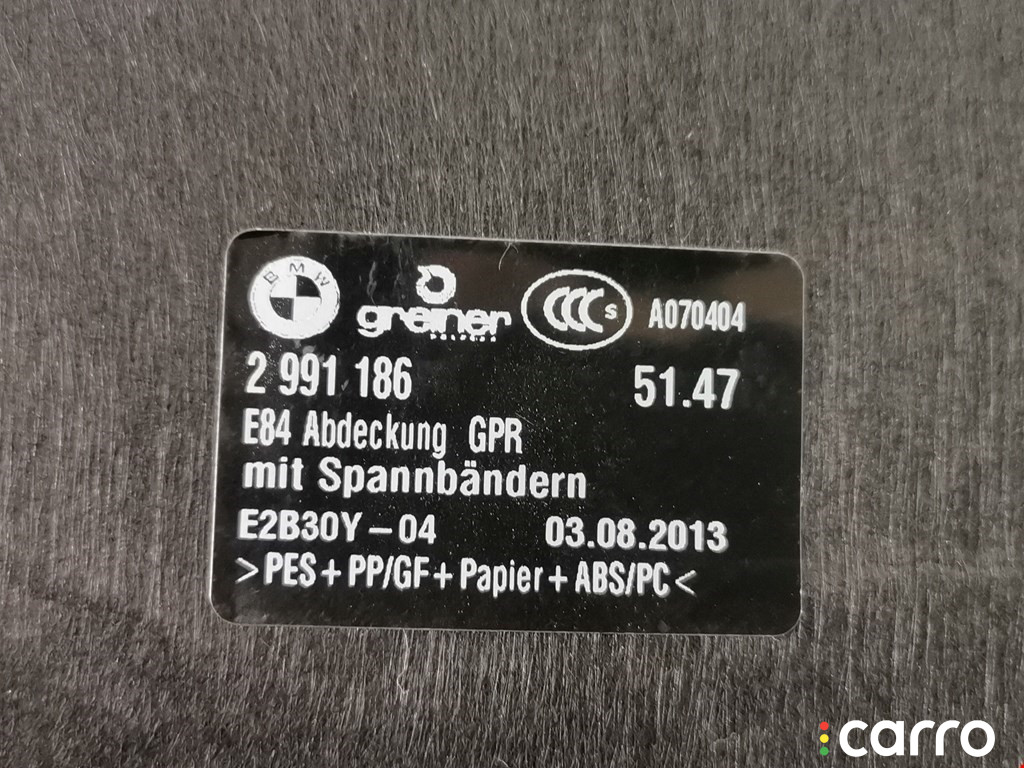 BMW greiner CCC S A070404
2 991 186 51.47
E84 Abdeckung GPR
mit Spannbändern
E2B30Y-04 03.08.2013
>PES+PP/GF+Papier+ABS/PC<
carro